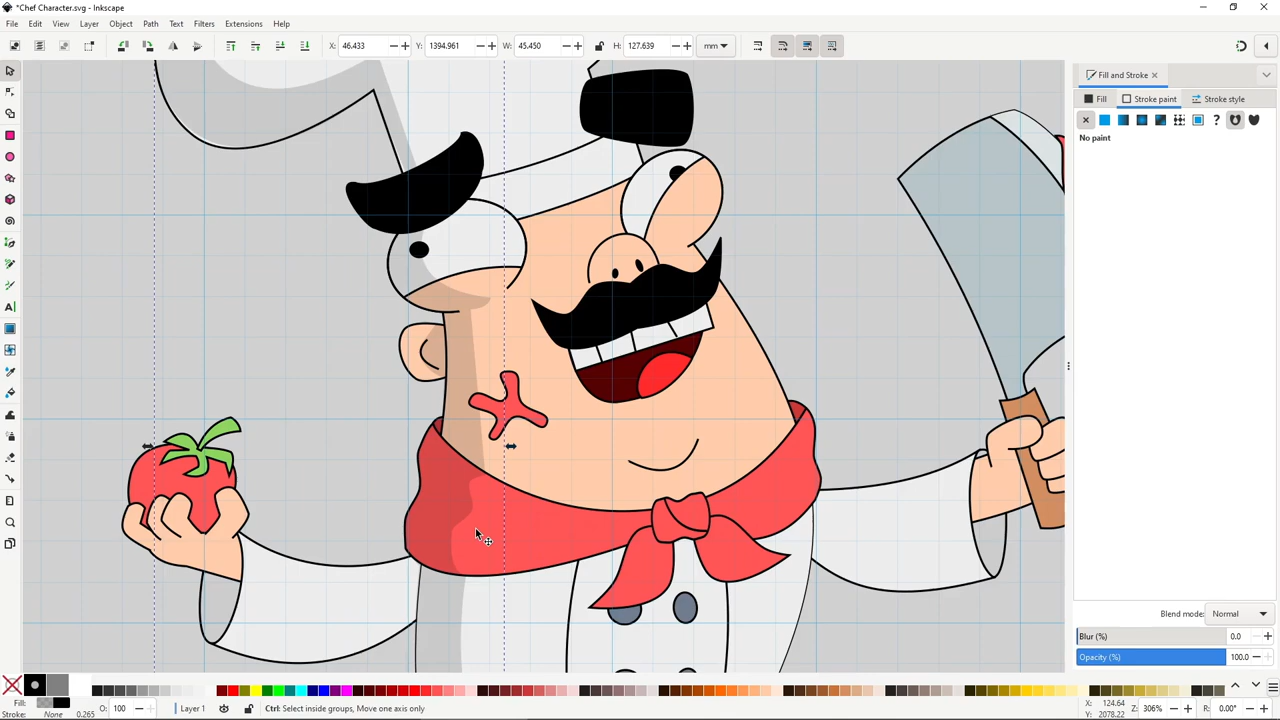 *Chef Character.svg - Inkscape
File Edit View Layer Object Path Text Filters Extensions Help
X: 46.433 Y: 1394.961 W: 45.450 H: 127.639 mm
Fill and Stroke
Fill Stroke paint Stroke style
?
No paint
Blend mode: Normal
Blur (%) 0.0
Opacity (%) 100.0
Fill:
Stroke: None 0.265
O: 100
Layer 1
Ctrl: Select inside groups, Move one axis only
X: 124.64
Y: 2078.22
Z: 306%
R: 0.00°